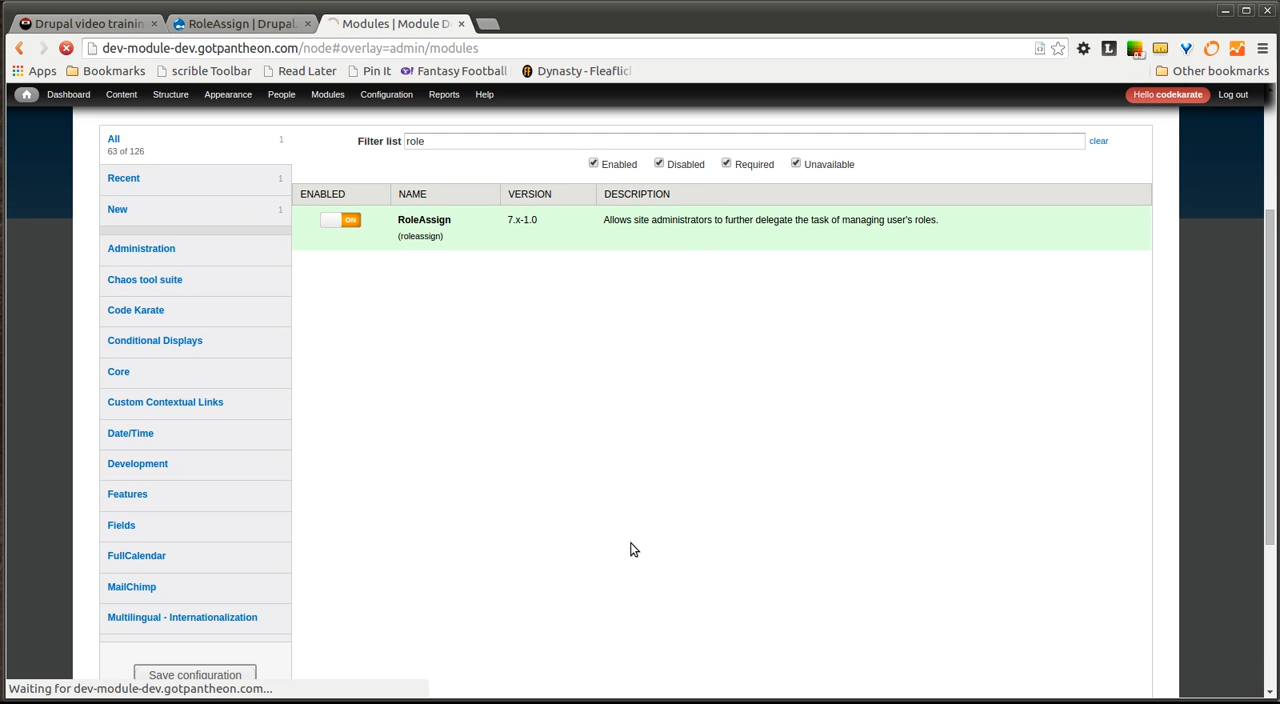 Drupal video trainin
RoleAssign | Drupal.
Modules | Module D
dev-module-dev.gotpantheon.com/node#overlay=admin/modules
Apps Bookmarks scrible Toolbar Read Later Pin It Fantasy Football Dynasty - Fleaflic Other bookmarks
Dashboard Content Structure Appearance People Modules Configuration Reports Help Hello codekarate Log out
All 1
63 of 126
Filter list role clear
Enabled Disabled Required Unavailable
Recent 1
ENABLED NAME VERSION DESCRIPTION
New 1
ON RoleAssign 7.x-1.0 Allows site administrators to further delegate the task of managing user's roles.
(roleassign)
Administration
Chaos tool suite
Code Karate
Conditional Displays
Core
Custom Contextual Links
Date/Time
Development
Features
Fields
FullCalendar
MailChimp
Multilingual - Internationalization
Save configuration
Waiting for dev-module-dev.gotpantheon.com...